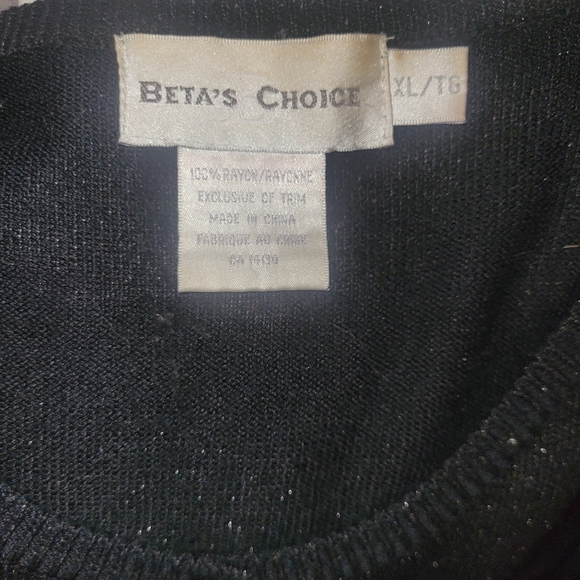 BETA'S CHOICE
XL/TG
100% RAYON/RAYONNE
EXCLUSIVE OF TRIM
MADE IN CHINA
FABRIQUE AU CHINE